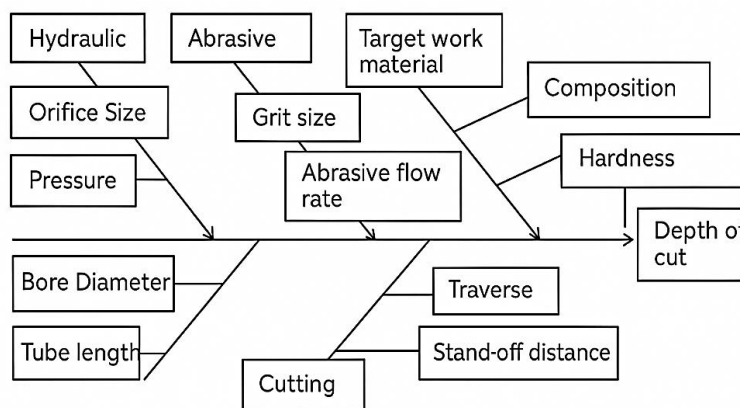 Hydraulic
Abrasive
Target work
material
Orifice Size
Grit size
Composition
Pressure
Abrasive flow
rate
Hardness
Depth of
cut
Bore Diameter
Traverse
Tube length
Stand-off distance
Cutting